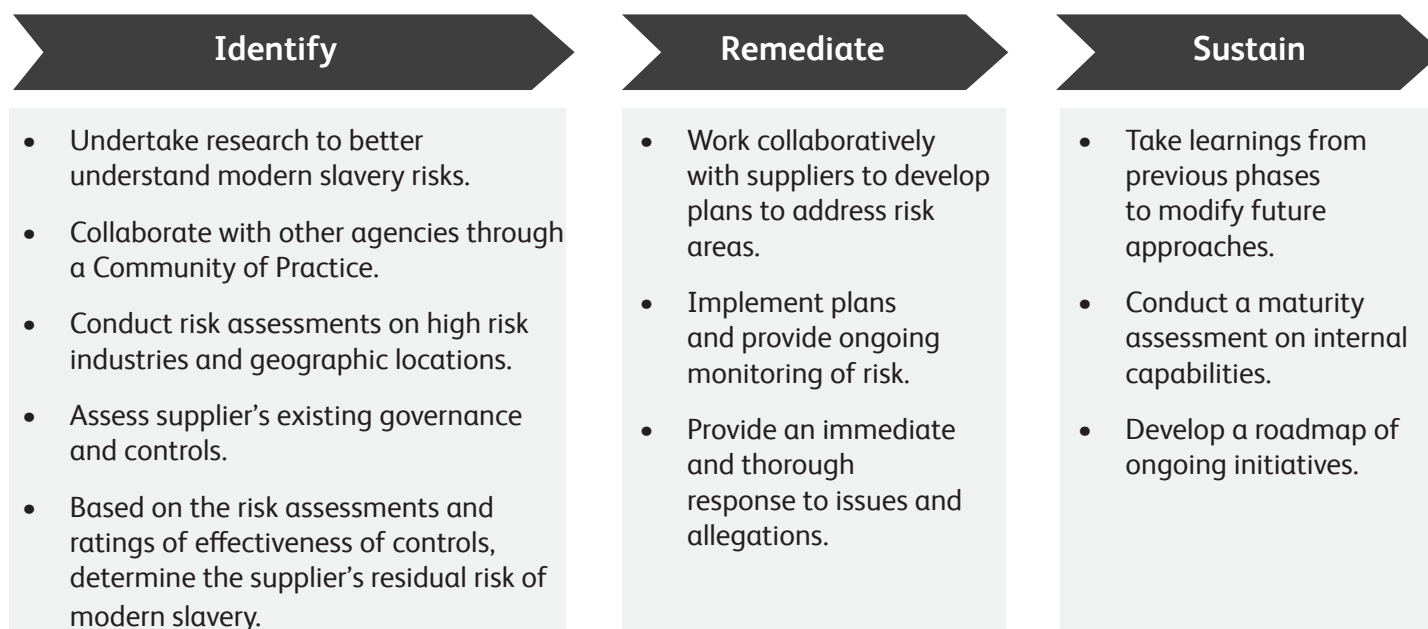 Identify
• Undertake research to better
understand modern slavery risks.
• Collaborate with other agencies through
a Community of Practice.
• Conduct risk assessments on high risk
industries and geographic locations.
• Assess supplier’s existing governance
and controls.
• Based on the risk assessments and
ratings of effectiveness of controls,
determine the supplier’s residual risk of
modern slavery.
Remediate
• Work collaboratively
with suppliers to develop
plans to address risk
areas.
• Implement plans
and provide ongoing
monitoring of risk.
• Provide an immediate
and thorough
response to issues and
allegations.
Sustain
• Take learnings from
previous phases
to modify future
approaches.
• Conduct a maturity
assessment on internal
capabilities.
• Develop a roadmap of
ongoing initiatives.